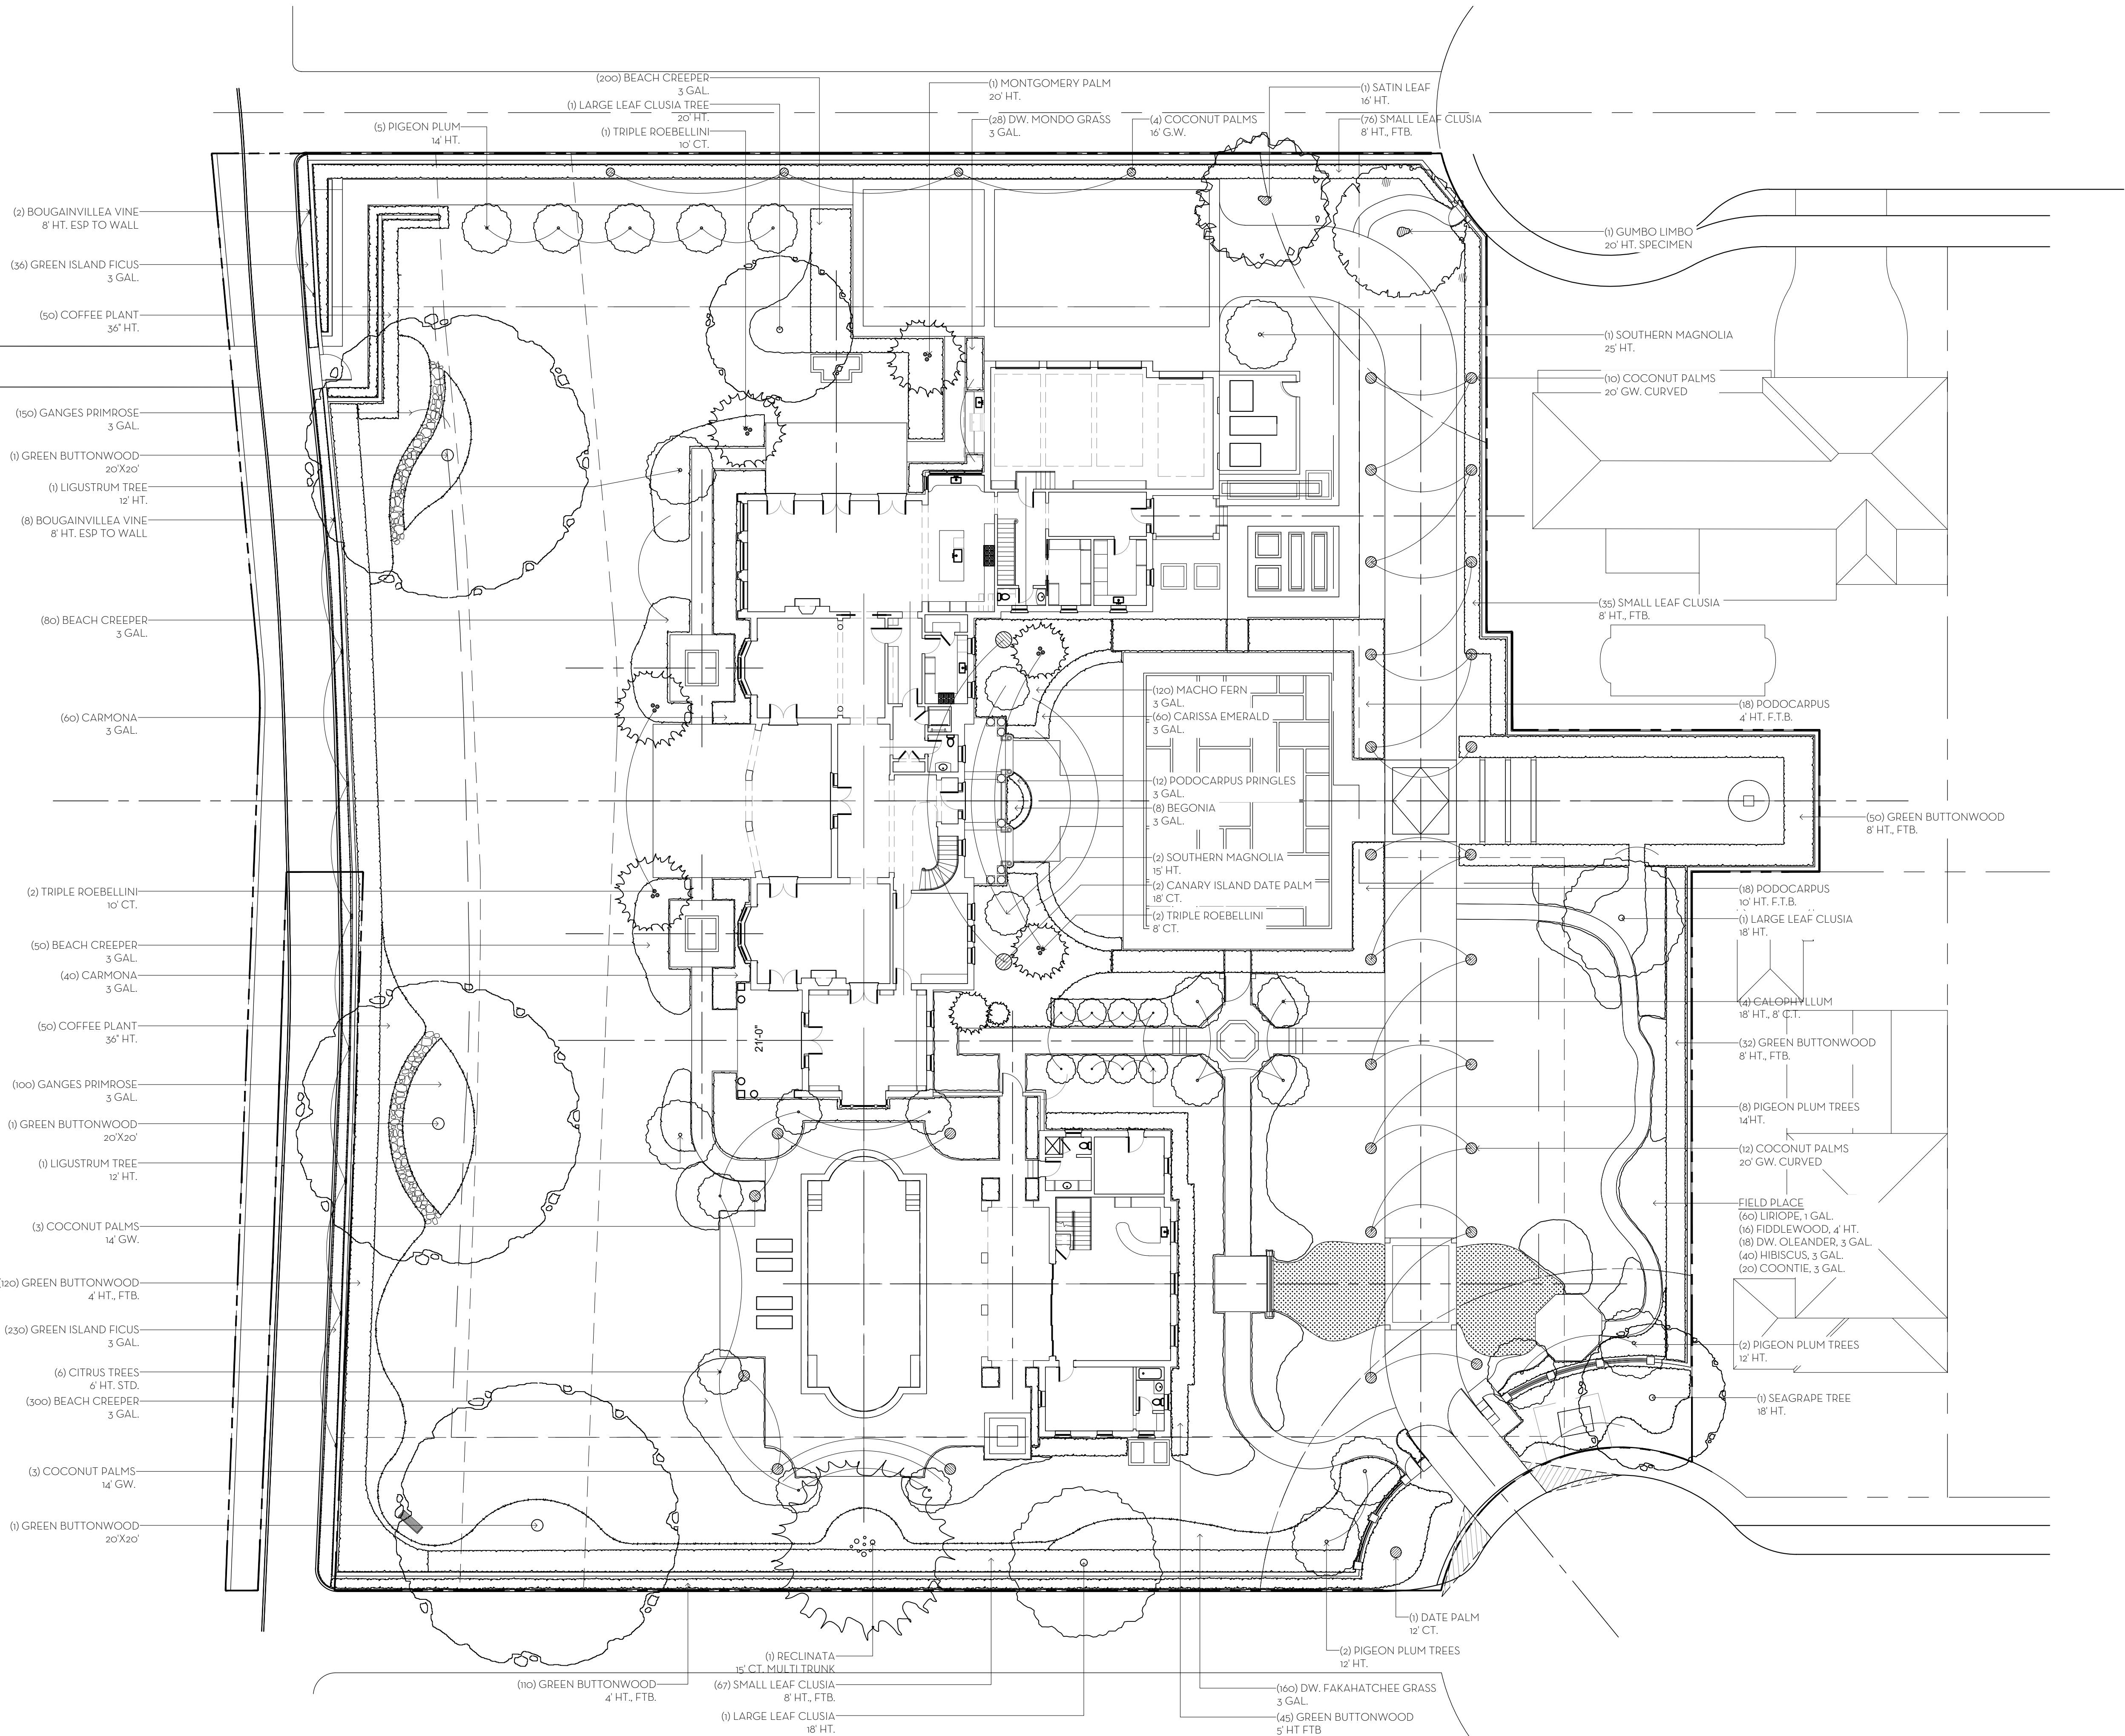 (200) BEACH CREEPER
3 GAL.
(1) LARGE LEAF CLUSIA TREE
20' HT.
(5) PIGEON PLUM
14' HT.
(1) TRIPLE ROEBELLINI
10' CT.
(1) MONTGOMERY PALM
20' HT.
(28) DW. MONDO GRASS
3 GAL.
(4) COCONUT PALMS
16' G.W.
(1) SATIN LEAF
16' HT.
(76) SMALL LEAF CLUSIA
8' HT., FTB.
(2) BOUGAINVILLEA VINE
8' HT. ESP TO WALL
(36) GREEN ISLAND FICUS
3 GAL.
(50) COFFEE PLANT
36" HT.
(150) GANGES PRIMROSE
3 GAL.
(1) GREEN BUTTONWOOD
20'X20'
(1) LIGUSTRUM TREE
12' HT.
(8) BOUGAINVILLEA VINE
8' HT. ESP TO WALL
(80) BEACH CREEPER
3 GAL.
(60) CARMONA
3 GAL.
(2) TRIPLE ROEBELLINI
10' CT.
(50) BEACH CREEPER
3 GAL.
(40) CARMONA
3 GAL.
(50) COFFEE PLANT
36" HT.
(100) GANGES PRIMROSE
3 GAL.
(1) GREEN BUTTONWOOD
20'X20'
(1) LIGUSTRUM TREE
12' HT.
(3) COCONUT PALMS
14' GW.
120) GREEN BUTTONWOOD
4' HT., FTB.
(230) GREEN ISLAND FICUS
3 GAL.
(6) CITRUS TREES
6' HT. STD.
(300) BEACH CREEPER
3 GAL.
(3) COCONUT PALMS
14' GW.
(1) GREEN BUTTONWOOD
20'X20'
21'-0"
(120) MACHO FERN
3 GAL.
(60) CARISSA EMERALD
3 GAL.
(12) PODOCARPUS PRINGLES
3 GAL.
(8) BEGONIA
3 GAL.
(2) SOUTHERN MAGNOLIA
15' HT.
(2) CANARY ISLAND DATE PALM
18' CT.
(2) TRIPLE ROEBELLINI
8' CT.
(1) GUMBO LIMBO
20' HT. SPECIMEN
(1) SOUTHERN MAGNOLIA
25' HT.
(10) COCONUT PALMS
20' GW. CURVED
(35) SMALL LEAF CLUSIA
8' HT., FTB.
(18) PODOCARPUS
4' HT. F.T.B.
(50) GREEN BUTTONWOOD
8' HT., FTB.
(18) PODOCARPUS
10' HT. F.T.B.
(1) LARGE LEAF CLUSIA
18' HT.
(4) CALOPHYLLUM
18' HT., 8' C.T.
(32) GREEN BUTTONWOOD
8' HT., FTB.
(8) PIGEON PLUM TREES
14'HT.
(12) COCONUT PALMS
20' GW. CURVED
FIELD PLACE
(60) LIRIOPE, 1 GAL.
(16) FIDDLEWOOD, 4' HT.
(18) DW. OLEANDER, 3 GAL.
(40) HIBISCUS, 3 GAL.
(20) COONTIE, 3 GAL.
(2) PIGEON PLUM TREES
12' HT.
(1) SEAGRAPE TREE
18' HT.
(1) DATE PALM
12' CT.
(2) PIGEON PLUM TREES
12' HT.
(1) RECLINATA
15' CT. MULTI TRUNK
(110) GREEN BUTTONWOOD
4' HT., FTB.
(67) SMALL LEAF CLUSIA
8' HT., FTB.
(1) LARGE LEAF CLUSIA
18' HT.
(160) DW. FAKAHATCHEE GRASS
3 GAL.
(45) GREEN BUTTONWOOD
5' HT FTB